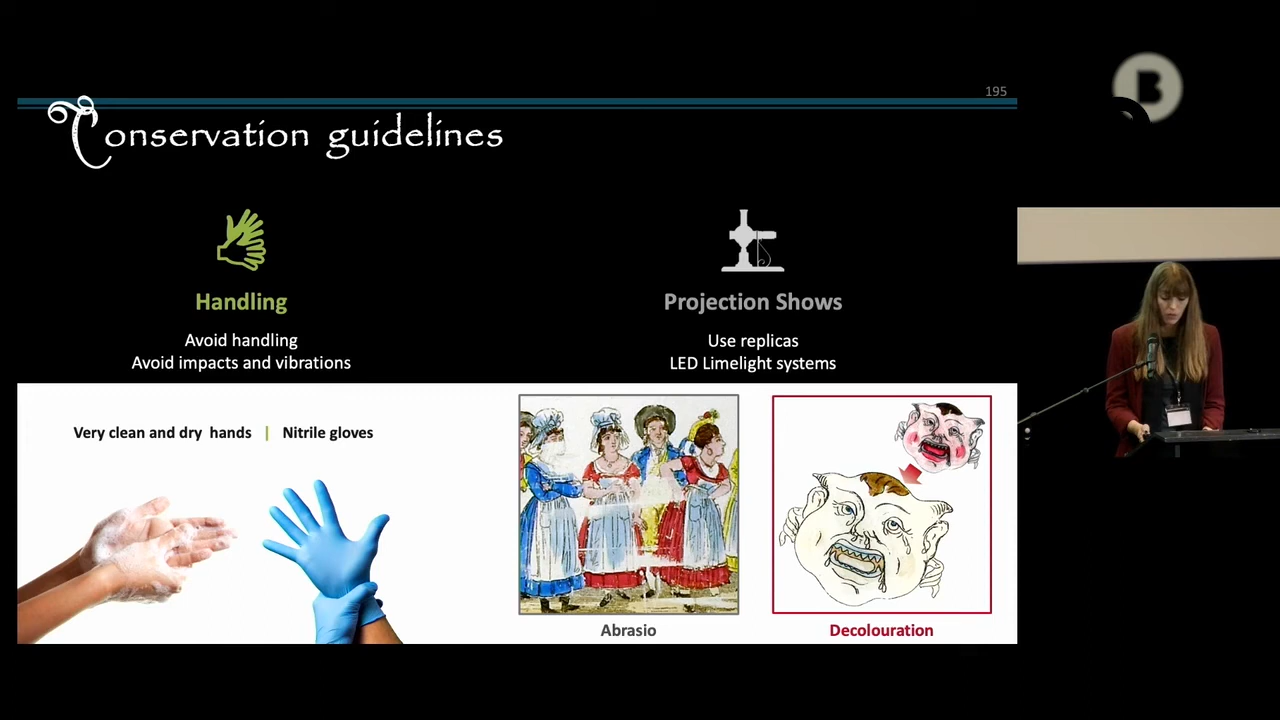 195
Conservation guidelines
Handling
Avoid handling
Avoid impacts and vibrations
Projection Shows
Use replicas
LED Limelight systems
Very clean and dry hands | Nitrile gloves
Abrasio
Decolouration
B